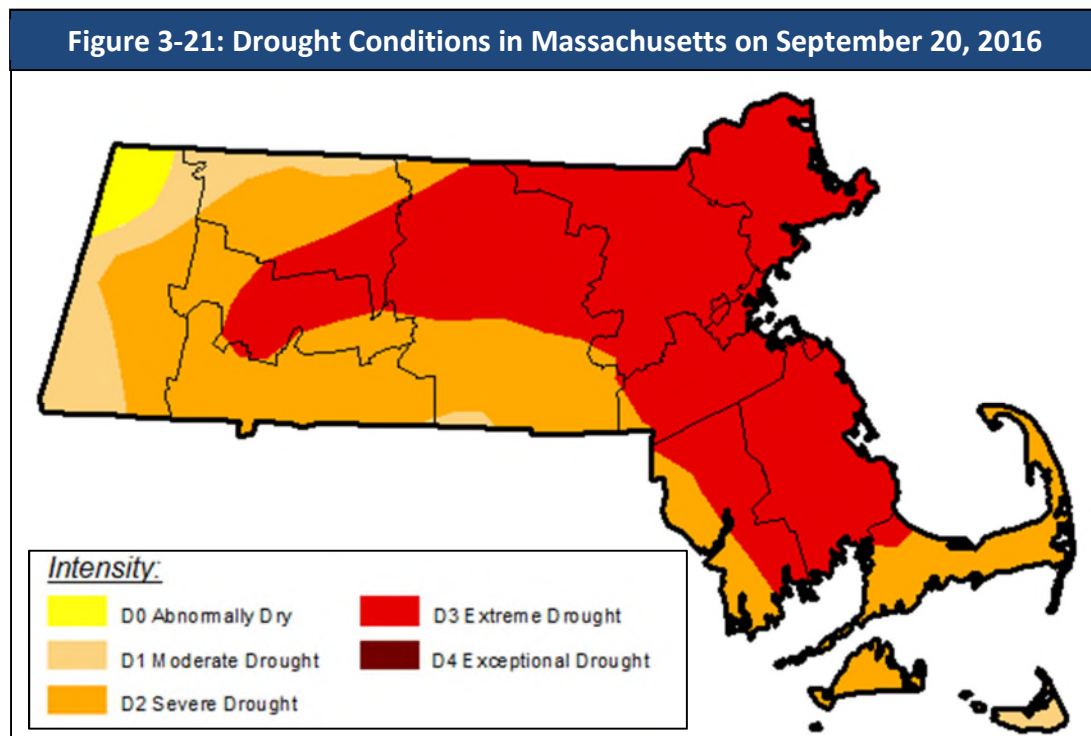 Figure 3-21: Drought Conditions in Massachusetts on September 20, 2016
Intensity:
D0 Abnormally Dry
D1 Moderate Drought
D2 Severe Drought
D3 Extreme Drought
D4 Exceptional Drought